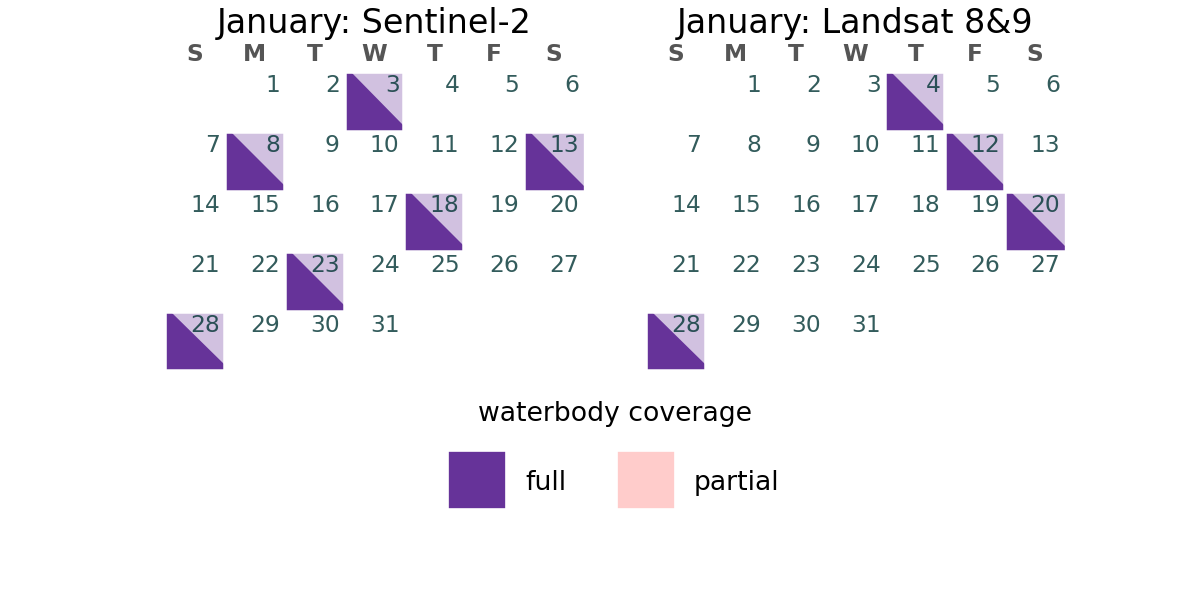 January: Sentinel-2
S M T W T F S
1 2 3 4 5 6
7 8 9 10 11 12 13
14 15 16 17 18 19 20
21 22 23 24 25 26 27
28 29 30 31
January: Landsat 8&9
S M T W T F S
1 2 3 4 5 6
7 8 9 10 11 12 13
14 15 16 17 18 19 20
21 22 23 24 25 26 27
28 29 30 31
waterbody coverage
full partial